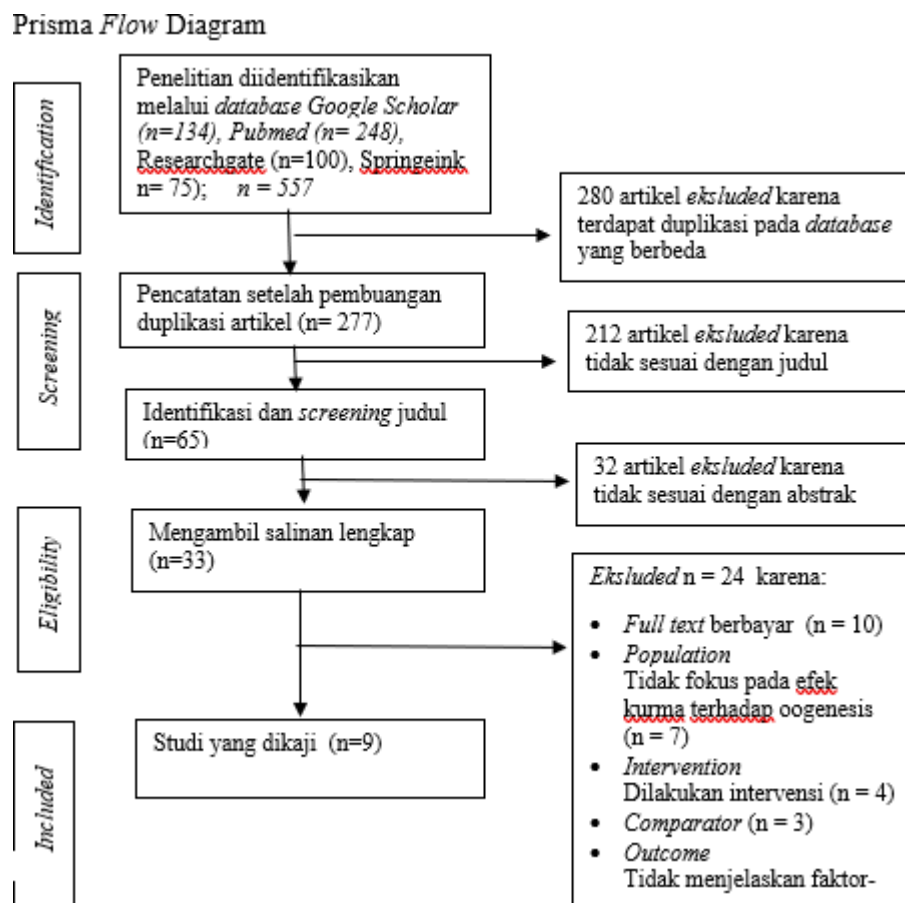 Prisma Flow Diagram
Identification
Penelitian diidentifikasikan
melalui database Google Scholar
(n=134), Pubmed (n= 248),
Researchgate (n=100), Springeink
n= 75); n = 557
280 artikel eksluded karena
terdapat duplikasi pada database
yang berbeda
Screening
Pencatatan setelah pembuangan
duplikasi artikel (n= 277)
212 artikel eksluded karena
tidak sesuai dengan judul
Identifikasi dan screening judul
(n=65)
32 artikel eksluded karena
tidak sesuai dengan abstrak
Eligibility
Mengambil salinan lengkap
(n=33)
Eksluded n = 24 karena:
• Full text berbayar (n = 10)
• Population
Tidak fokus pada efek
kurma terhadap oogenesis
(n = 7)
• Intervention
Dilakukan intervensi (n = 4)
• Comparator (n = 3)
• Outcome
Tidak menjelaskan faktor-
Included
Studi yang dikaji (n=9)